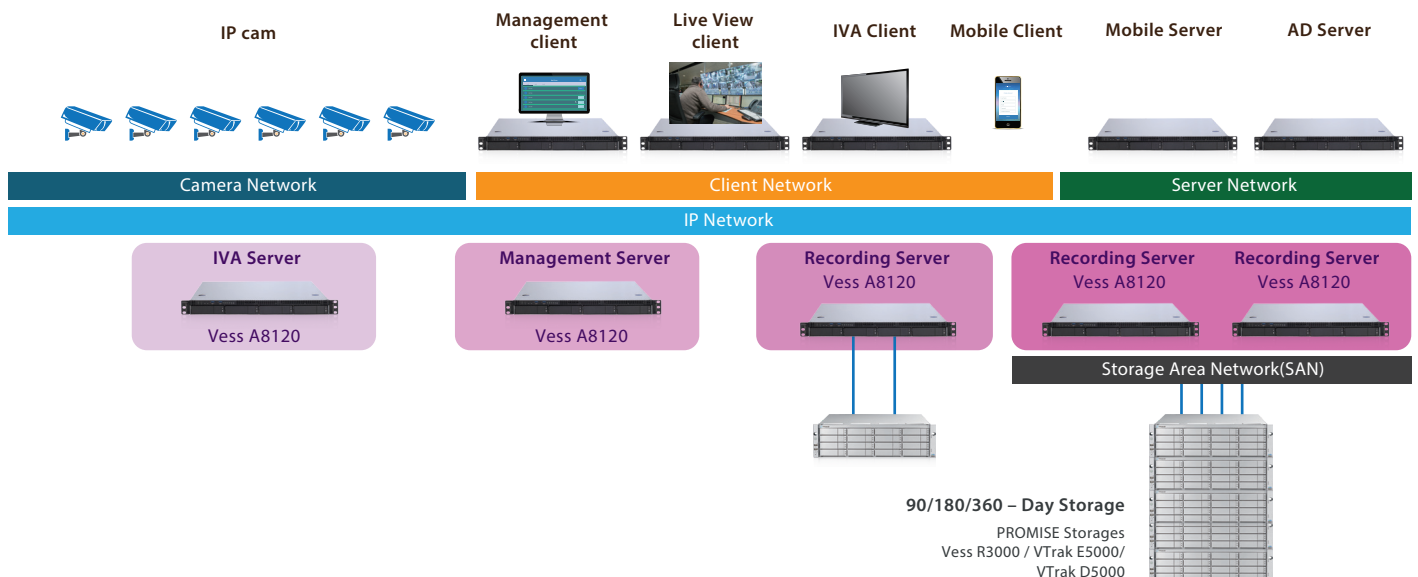 IP cam
Management
client
Live View
client
IVA Client
Mobile Client
Mobile Server
AD Server
Camera Network
Client Network
Server Network
IP Network
IVA Server
Vess A8120
Management Server
Vess A8120
Recording Server
Vess A8120
Recording Server
Vess A8120
Recording Server
Vess A8120
Storage Area Network(SAN)
90/180/360 – Day Storage
PROMISE Storages
Vess R3000 / VTrak E5000/
VTrak D5000